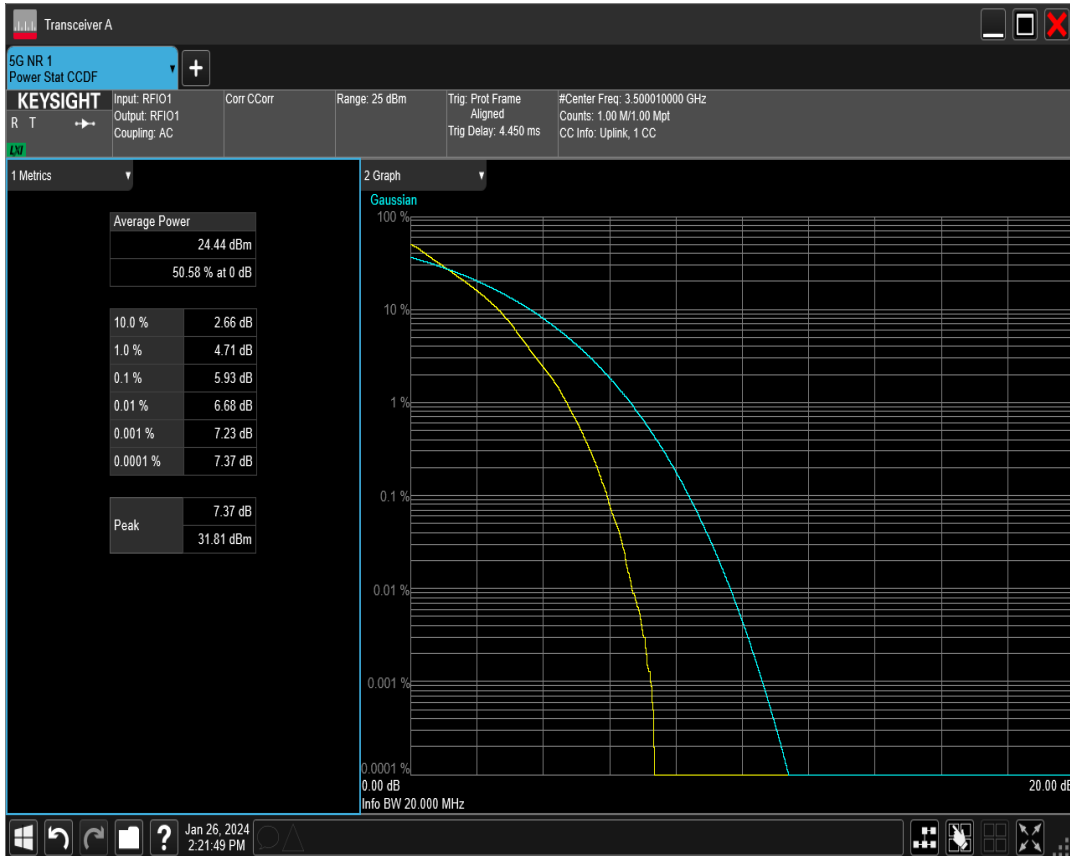 Transceiver A
5G NR 1
Power Stat CCDF
KEYSIGHT
R T
LXI
Input: RFIO1
Output: RFIO1
Coupling: AC
Corr CCorr
Range: 25 dBm
Trig: Prot Frame
Aligned
Trig Delay: 4.450 ms
#Center Freq: 3.500010000 GHz
Counts: 1.00 M/1.00 Mpt
CC Info: Uplink, 1 CC
1 Metrics
Average Power
24.44 dBm
50.58 % at 0 dB
10.0 % 2.66 dB
1.0 % 4.71 dB
0.1 % 5.93 dB
0.01 % 6.68 dB
0.001 % 7.23 dB
0.0001 % 7.37 dB
Peak
7.37 dB
31.81 dBm
2 Graph
Gaussian
100 %
10 %
1 %
0.1 %
0.01 %
0.001 %
0.0001 %
0.00 dB 20.00 dB
Info BW 20.000 MHz
?
Jan 26, 2024
2:21:49 PM